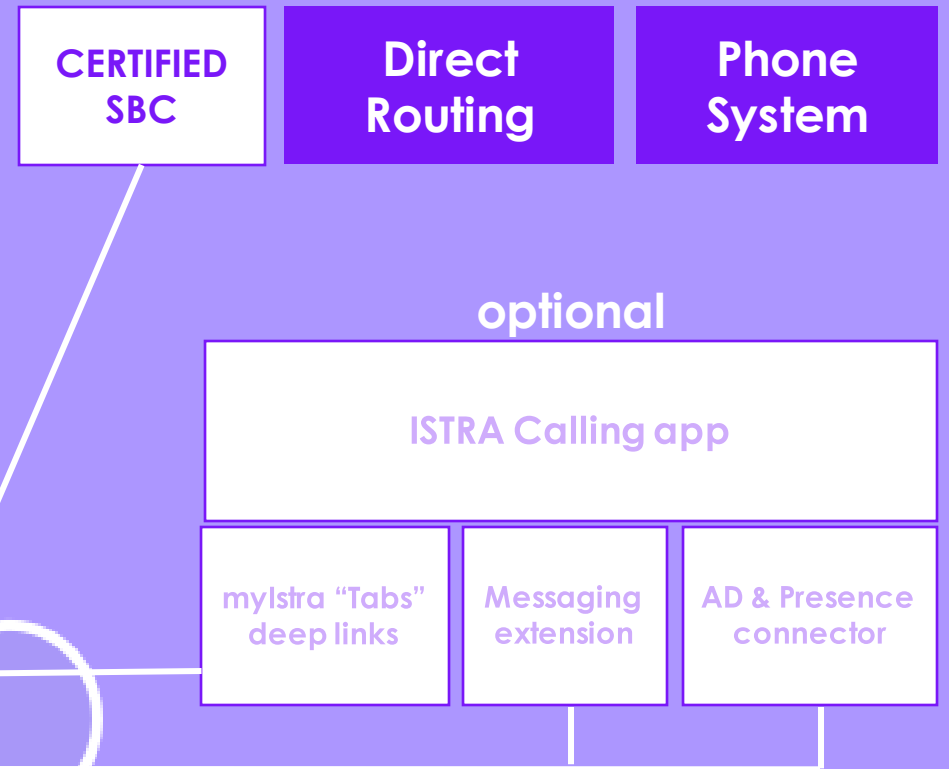 CERTIFIED
SBC
Direct
Routing
Phone
System
optional
ISTRA Calling app
myIstra “Tabs”
deep links
Messaging
extension
AD & Presence
connector